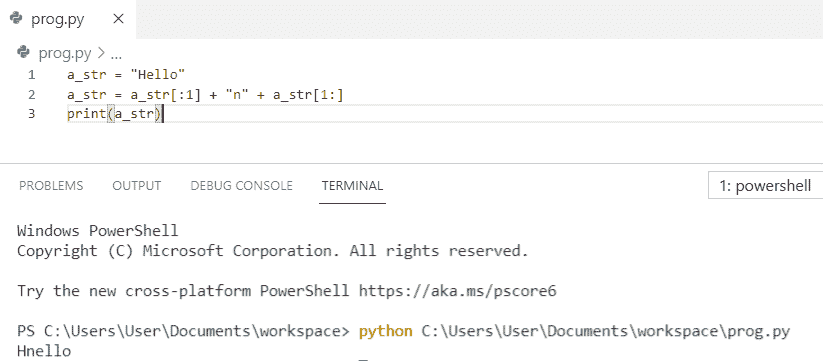 prog.py ×
prog.py > ...
1 a_str = "Hello"
2 a_str = a_str[:1] + "n" + a_str[1:]
3 print(a_str)
PROBLEMS OUTPUT DEBUG CONSOLE TERMINAL 1: powershell
Windows PowerShell
Copyright (C) Microsoft Corporation. All rights reserved.
Try the new cross-platform PowerShell https://aka.ms/pscore6
PS C:\Users\User\Documents\workspace> python C:\Users\User\Documents\workspace\prog.py
Hnello